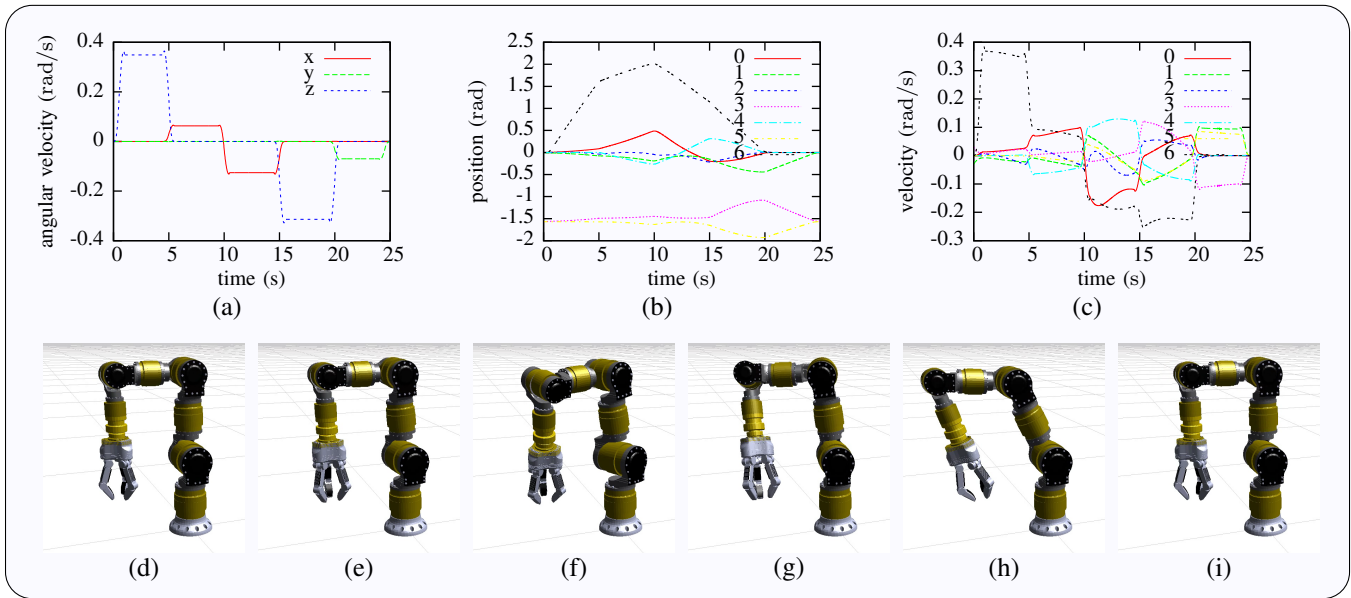 angular velocity (rad/s)
0.4
0.2
0
-0.2
-0.4
x
y
z
0 5 10 15 20 25
time (s)
(a)
position (rad)
2.5
2
1.5
1
0.5
0
-0.5
-1
-1.5
-2
0
1
2
3
4
5
6
0 5 10 15 20 25
time (s)
(b)
velocity (rad/s)
0.4
0.3
0.2
0.1
0
-0.1
-0.2
-0.3
0
1
2
3
4
5
6
0 5 10 15 20 25
time (s)
(c)
(d) (e) (f) (g) (h) (i)